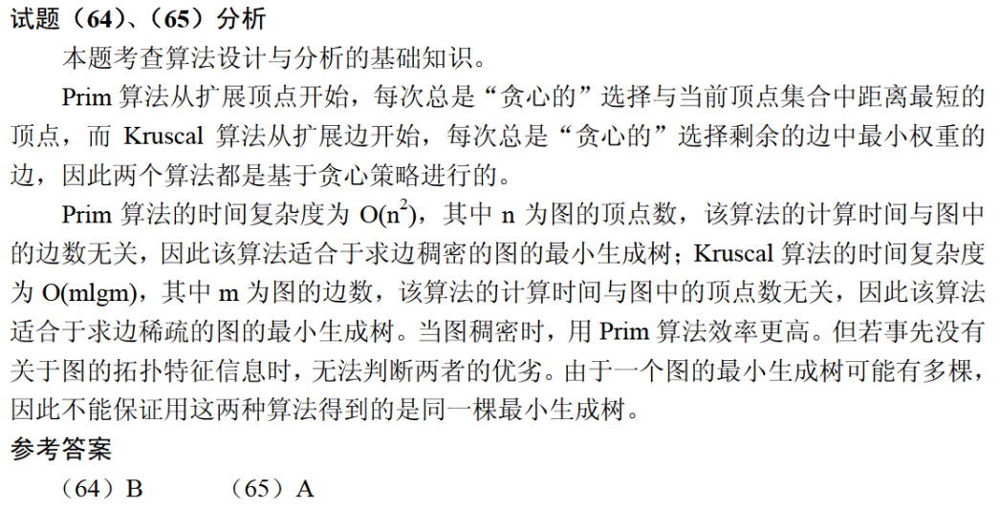 试题（64）、（65）分析
本题考查算法设计与分析的基础知识。
Prim 算法从扩展顶点开始，每次总是“贪心的”选择与当前顶点集合中距离最短的
顶点，而 Kruscal 算法从扩展边开始，每次总是“贪心的”选择剩余的边中最小权重的
边，因此两个算法都是基于贪心策略进行的。
Prim 算法的时间复杂度为 O(n²)，其中 n 为图的顶点数，该算法的计算时间与图中
的边数无关，因此该算法适合于求边稠密的图的最小生成树；Kruscal 算法的时间复杂度
为 O(mlgm)，其中 m 为图的边数，该算法的计算时间与图中的顶点数无关，因此该算法
适合于求边稀疏的图的最小生成树。当图稠密时，用 Prim 算法效率更高。但若事先没有
关于图的拓扑特征信息时，无法判断两者的优劣。由于一个图的最小生成树可能有多棵，
因此不能保证用这两种算法得到的是同一棵最小生成树。
参考答案
（64）B （65）A